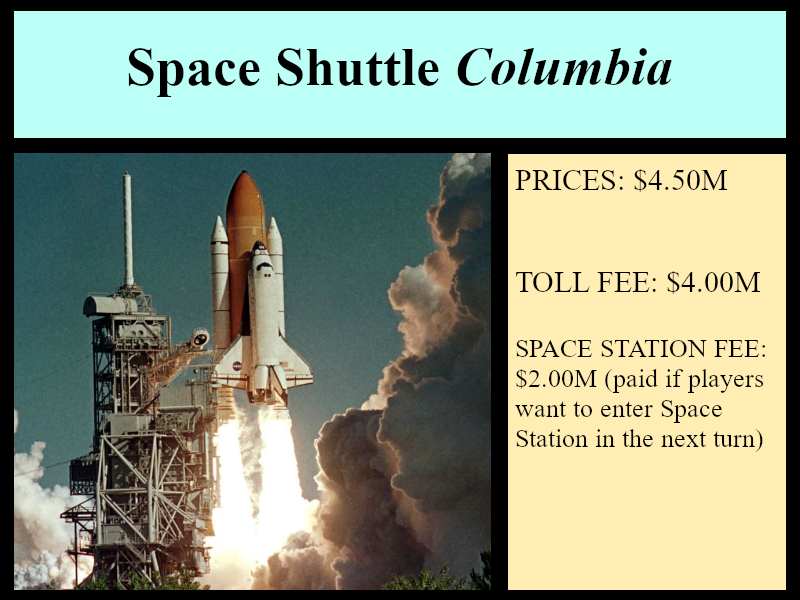 Space Shuttle Columbia
PRICES: $4.50M
TOLL FEE: $4.00M
SPACE STATION FEE:
$2.00M (paid if players
want to enter Space
Station in the next turn)